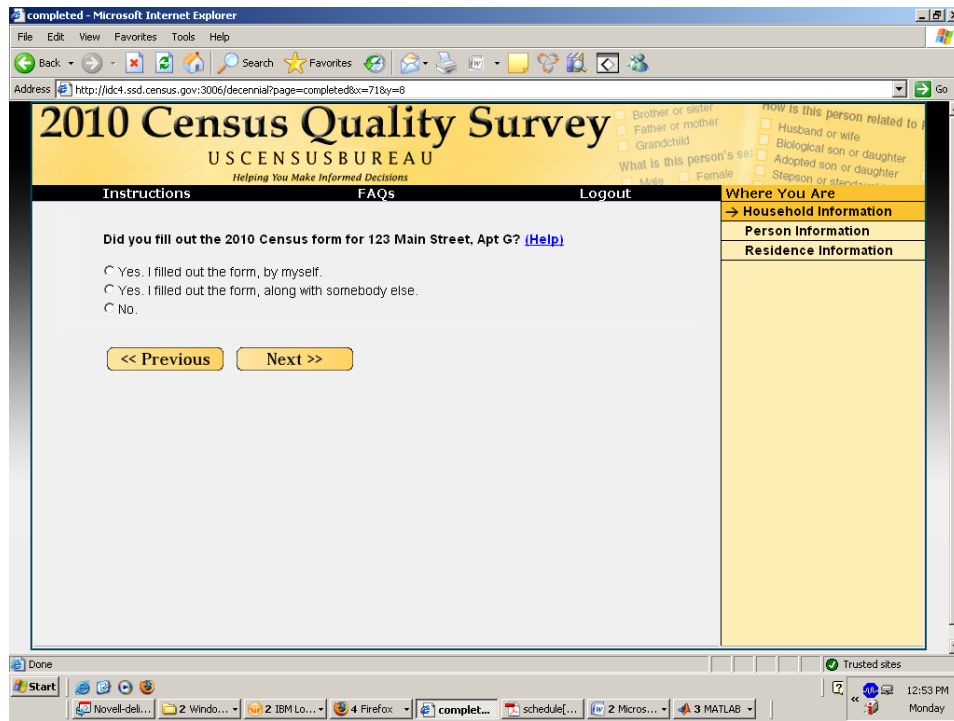 completed - Microsoft Internet Explorer
File Edit View Favorites Tools Help
Back Search Favorites
Address http://idc4.ssd.census.gov:3006/decennial?page=completed&x=71&y=8 Go
2010 Census Quality Survey
USCENSUSBUREAU
Helping You Make Informed Decisions
Brother or sister
Father or mother
Grandchild
What is this person's sex
Male Female
How is this person related to
Husband or wife
Biological son or daughter
Adopted son or daughter
Stepson or stepdaughter
Instructions FAQs Logout
Where You Are
→ Household Information
Person Information
Residence Information
Did you fill out the 2010 Census form for 123 Main Street, Apt G? (Help)
Yes. I filled out the form, by myself.
Yes. I filled out the form, along with somebody else.
No.
<< Previous Next >>
Done Trusted sites
Start
12:53 PM
Novell-deli... 2 Windo... 2 IBM Lo... 4 Firefox complet... schedule[... 2 Micros... 3 MATLAB
Monday